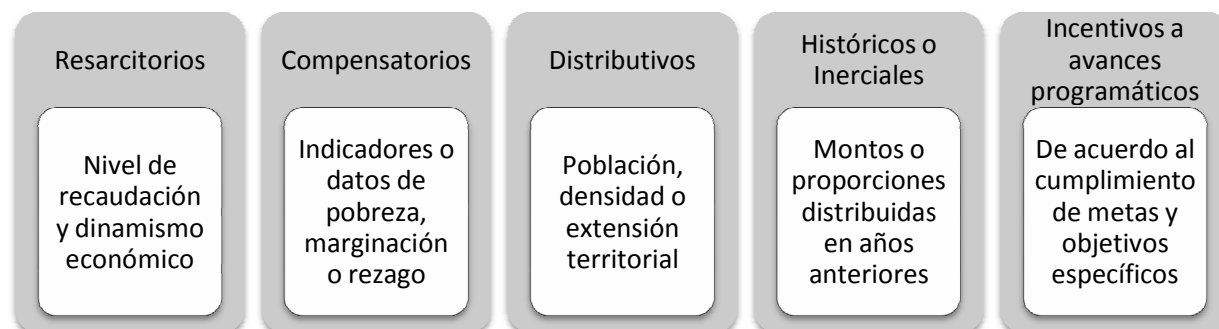 Resarcitorios
Nivel de
recaudación
y dinamismo
económico
Compensatorios
Indicadores o
datos de
pobreza,
marginación
o rezago
Distributivos
Población,
densidad o
extensión
territorial
Históricos o
Inerciales
Montos o
proporciones
distribuidas
en años
anteriores
Incentivos a
avances
programáticos
De acuerdo al
cumplimiento
de metas y
objetivos
específicos